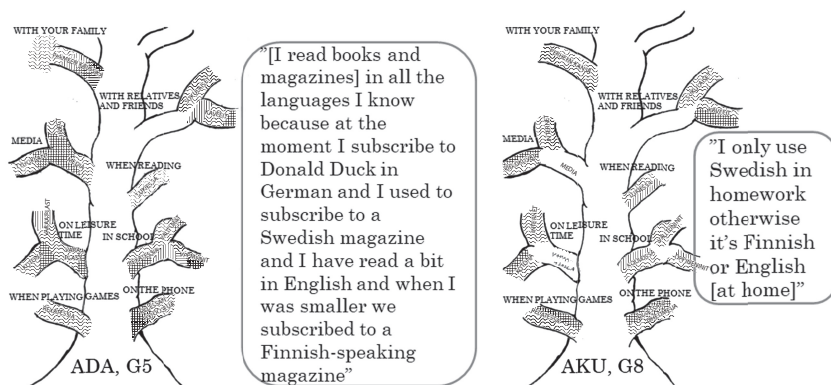 WITH YOUR FAMILY
WITH RELATIVES
AND FRIENDS
MEDIA
WHEN READING
ON LEISURE
TIME
IN SCHOOL
WHEN PLAYING GAMES
ON THE PHONE
ADA, G5
"[I read books and
magazines] in all the
languages I know
because at the
moment I subscribe to
Donald Duck in
German and I used to
subscribe to a
Swedish magazine
and I have read a bit
in English and when I
was smaller we
subscribed to a
Finnish-speaking
magazine"
WITH YOUR FAMILY
WITH RELATIVES
AND FRIENDS
MEDIA
MEDIA
WHEN READING
ON LEISURE
TIME
IN SCHOOL
WHEN PLAYING GAMES
ON THE PHONE
AKU, G8
"I only use
Swedish in
homework
otherwise
it's Finnish
or English
[at home]"